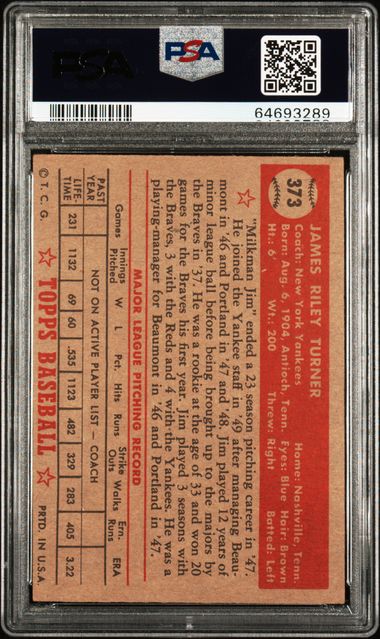 PSA
PSA
64693289
373
JAMES RILEY TURNER
Coach: New York Yankees Home: Nashville, Tenn.
Born: Aug. 6, 1904, Antioch, Tenn. Eyes: Blue Hair: Brown
Ht.: 6' Wt.: 200 Threw: Right Batted: Left
"Milkman Jim" ended a 23 season pitching career in '47.
He joined the Yankee staff in '49 after managing Beau-
mont in '46 and Portland in '47 and '48. Jim played 12 years of
minor league ball before being brought up to the majors by
the Braves in '37. He was a rookie at the age of 33 and won 20
games for the Braves his first year. Jim played 3 seasons with
the Braves, 3 with the Reds and 4 with the Yankees. He was a
playing-manager for Beaumont in '46 and Portland in '47.
MAJOR LEAGUE PITCHING RECORD
Games Innings Pitched W L Pct. Hits Runs Strike Outs Walks Ern. Runs ERA
PAST YEAR NOT ON ACTIVE PLAYER LIST — COACH
LIFE- TIME 231 1132 69 60 .535 1123 482 329 283 405 3.22
© T. C. G. TOPPS BASEBALL PRTD. IN U.S.A.